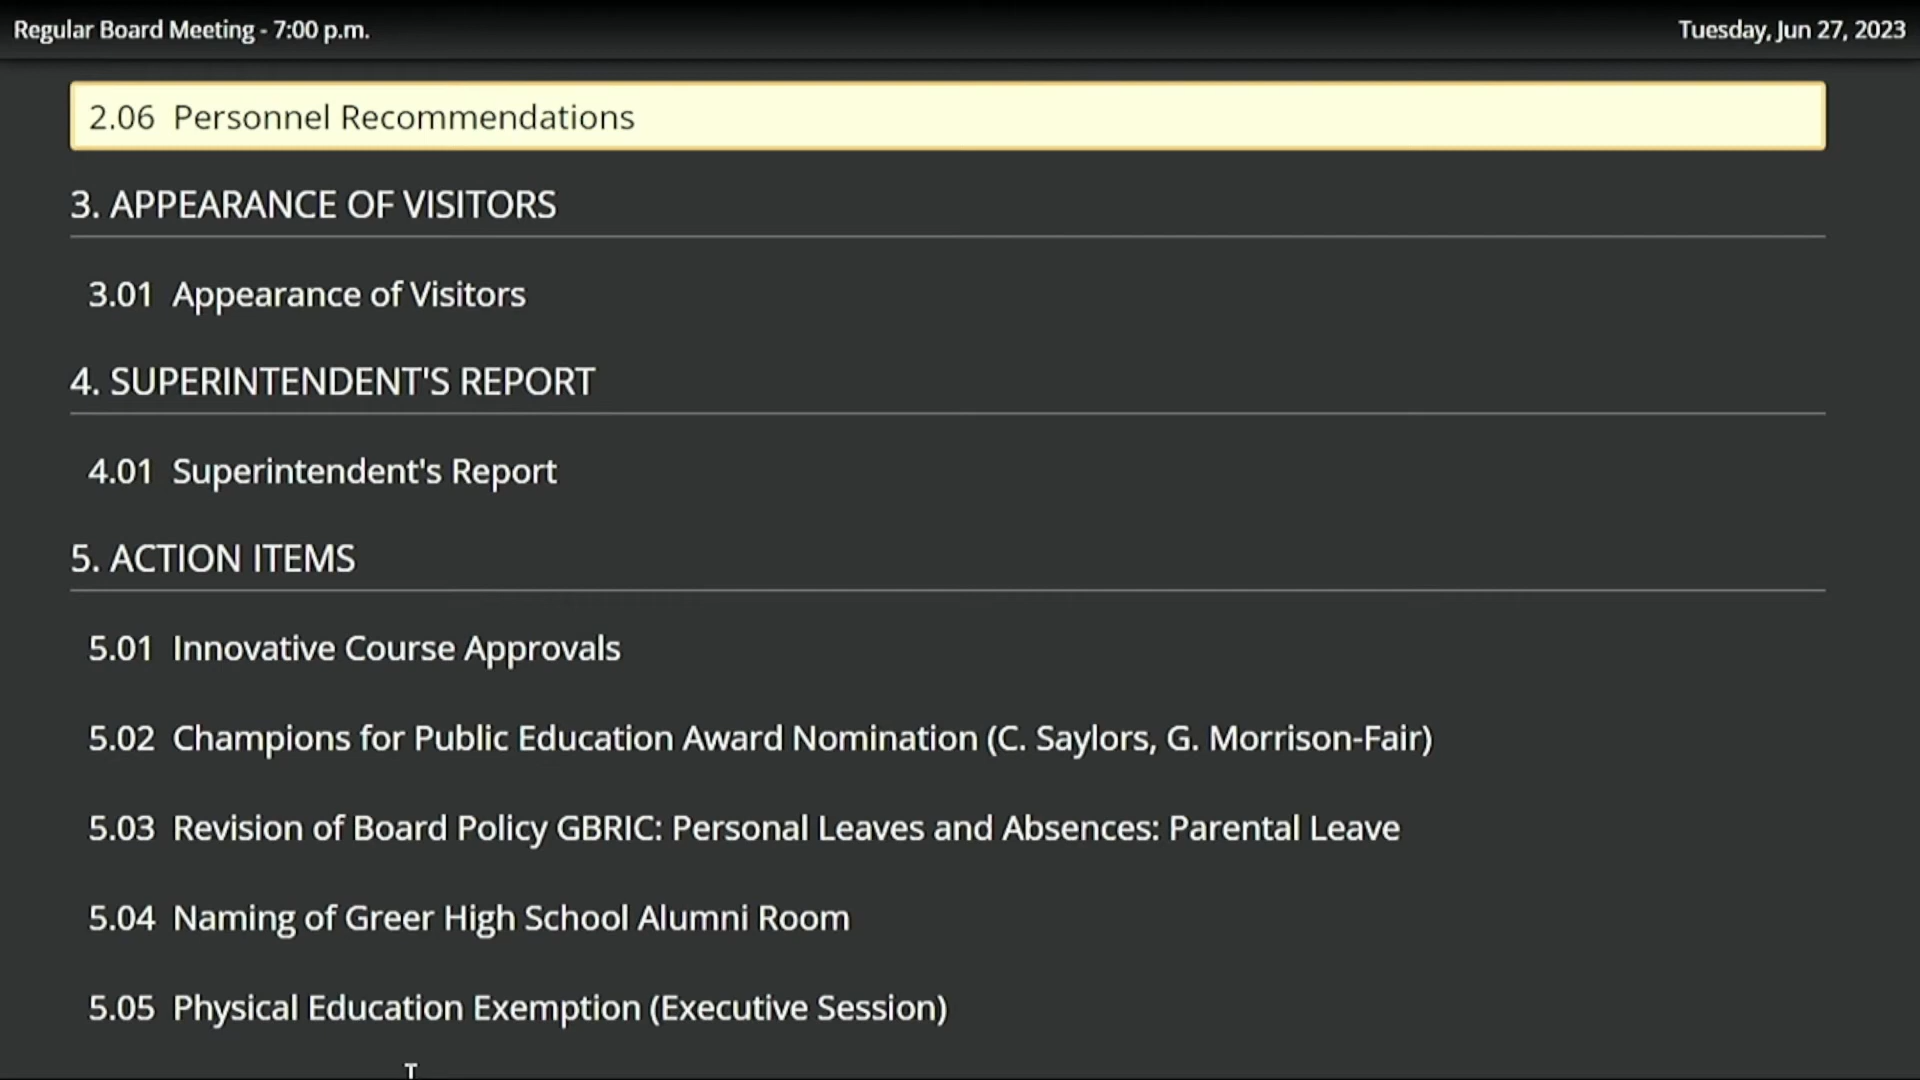 Regular Board Meeting - 7:00 p.m.
Tuesday, Jun 27, 2023
2.06 Personnel Recommendations
3. APPEARANCE OF VISITORS
3.01 Appearance of Visitors
4. SUPERINTENDENT'S REPORT
4.01 Superintendent's Report
5. ACTION ITEMS
5.01 Innovative Course Approvals
5.02 Champions for Public Education Award Nomination (C. Saylors, G. Morrison-Fair)
5.03 Revision of Board Policy GBRIC: Personal Leaves and Absences: Parental Leave
5.04 Naming of Greer High School Alumni Room
5.05 Physical Education Exemption (Executive Session)